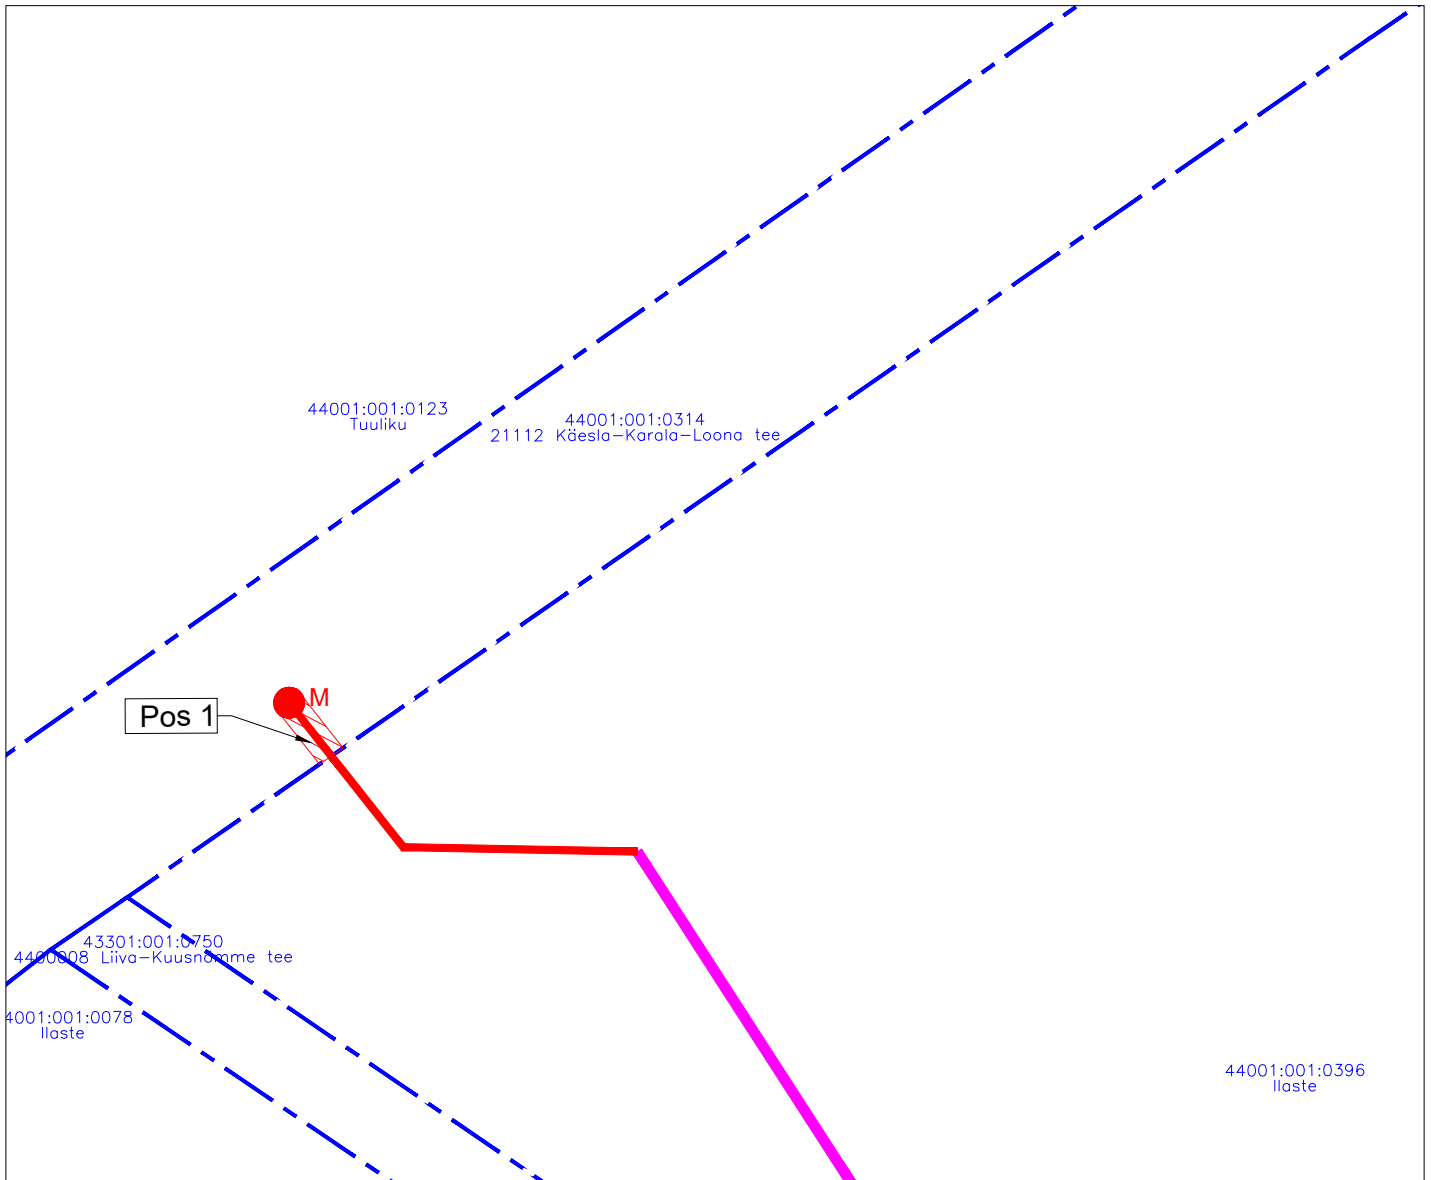 44001:001:0123
Tuuliku
44001:001:0314
21112 Käesla-Karala-Loona tee
M
Pos 1
43301:001:0750
4400008 Liiva-Kuusnõmme tee
4001:001:0078
Ilaste
44001:001:0396
Ilaste